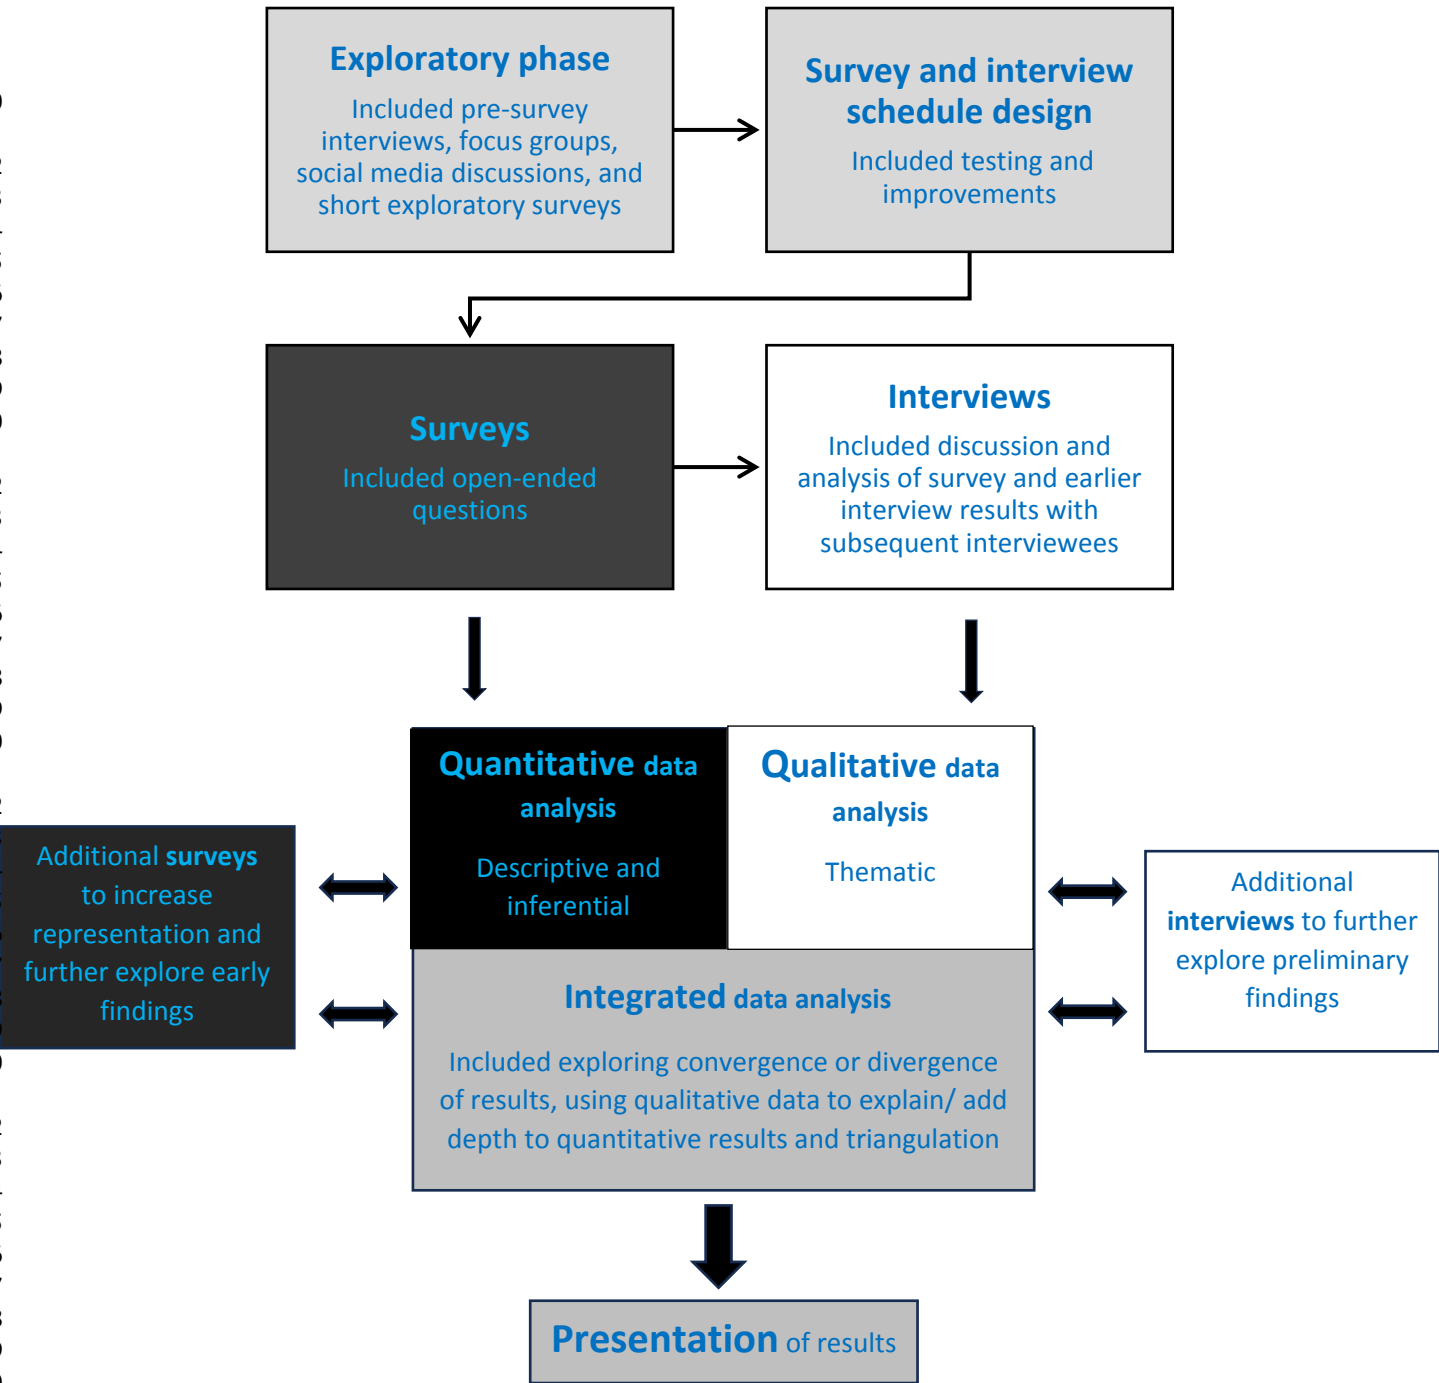 Exploratory phase
Included pre-survey
interviews, focus groups,
social media discussions, and
short exploratory surveys
Survey and interview
schedule design
Included testing and
improvements
Surveys
Included open-ended
questions
Interviews
Included discussion and
analysis of survey and earlier
interview results with
subsequent interviewees
Quantitative data
analysis
Descriptive and
inferential
Qualitative data
analysis
Thematic
Additional surveys
to increase
representation and
further explore early
findings
Additional
interviews to further
explore preliminary
findings
Integrated data analysis
Included exploring convergence or divergence
of results, using qualitative data to explain/ add
depth to quantitative results and triangulation
Presentation of results